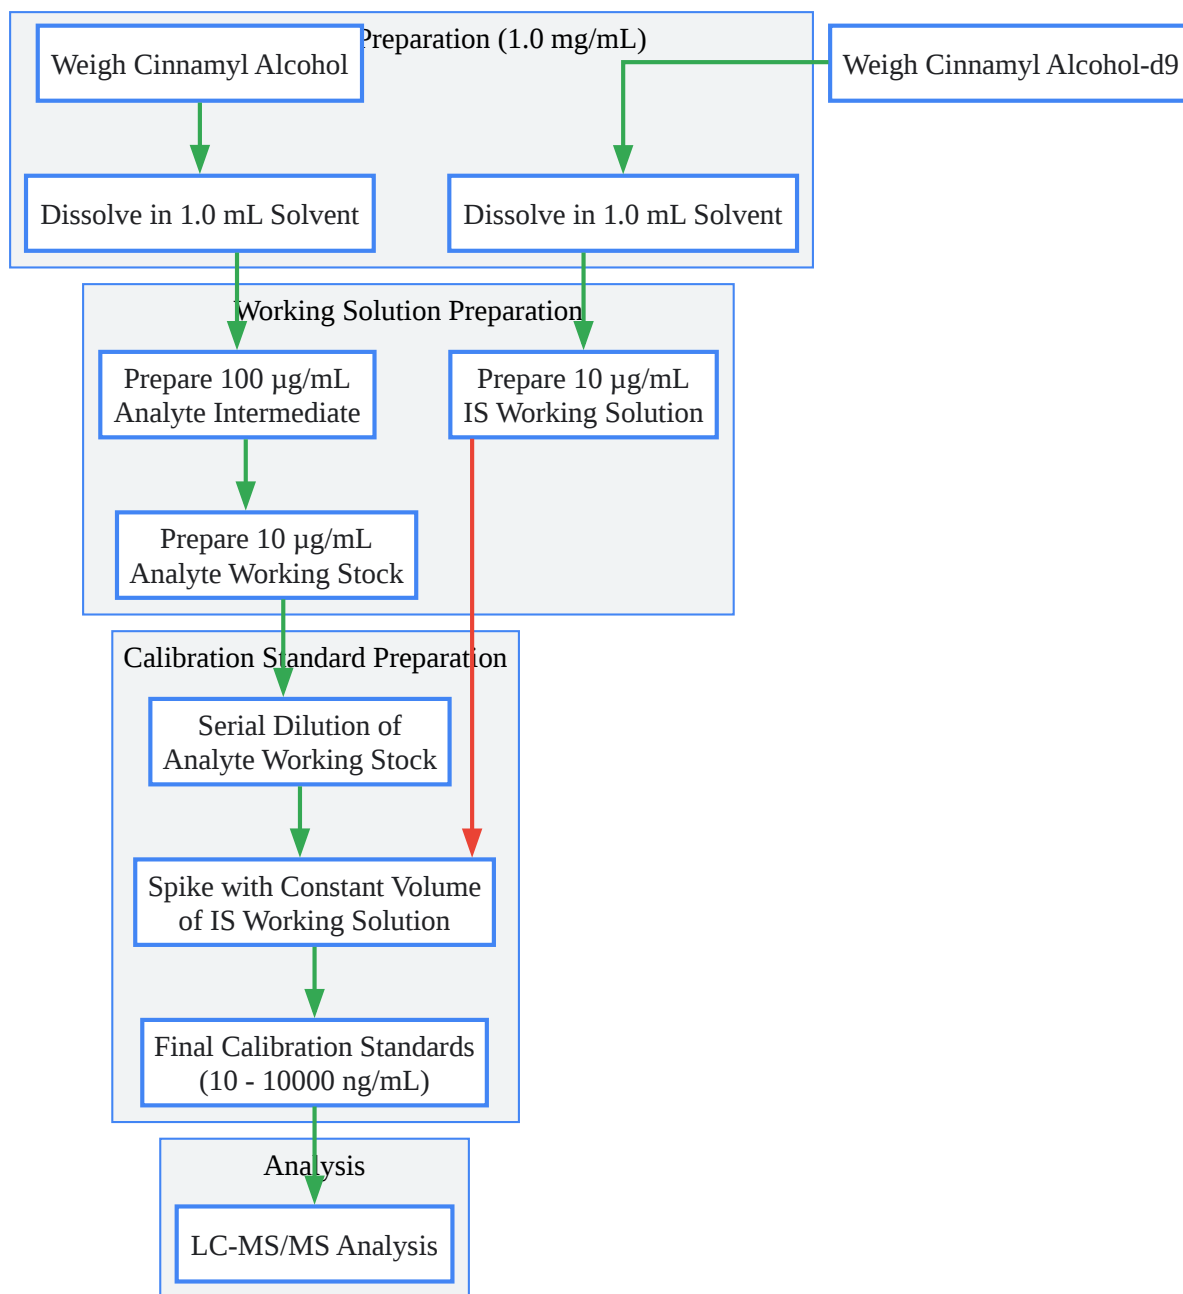 Preparation (1.0 mg/mL)
Weigh Cinnamyl Alcohol
Weigh Cinnamyl Alcohol-d9
Dissolve in 1.0 mL Solvent
Dissolve in 1.0 mL Solvent
Working Solution Preparation
Prepare 100 µg/mL
Analyte Intermediate
Prepare 10 µg/mL
IS Working Solution
Prepare 10 µg/mL
Analyte Working Stock
Calibration Standard Preparation
Serial Dilution of
Analyte Working Stock
Spike with Constant Volume
of IS Working Solution
Final Calibration Standards
(10 - 10000 ng/mL)
Analysis
LC-MS/MS Analysis